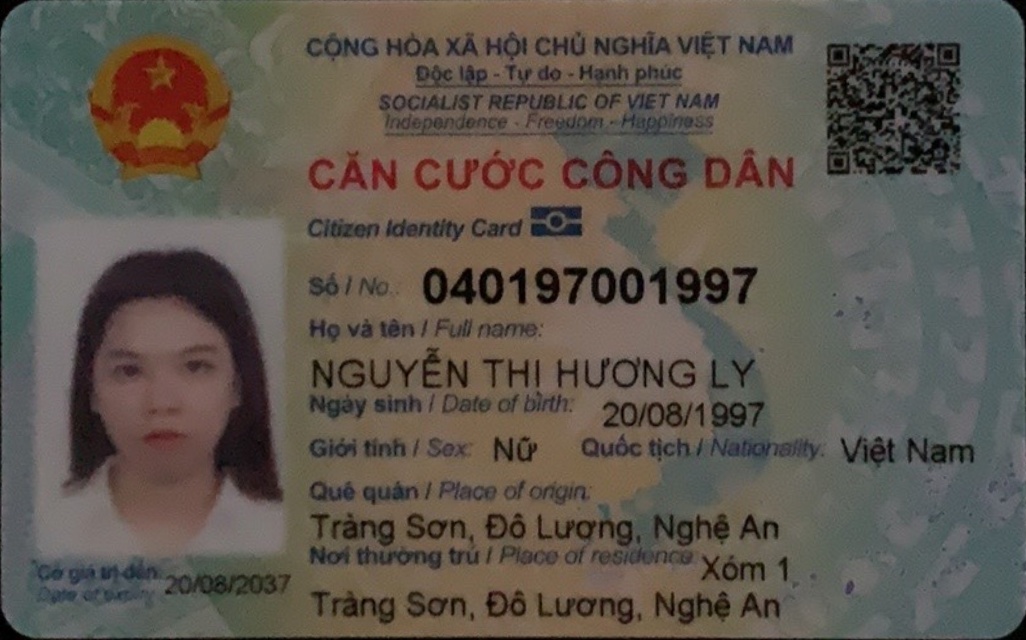 CỘNG HÒA XÃ HỘI CHỦ NGHĨA VIỆT NAM
Độc lập - Tự do - Hạnh phúc
SOCIALIST REPUBLIC OF VIET NAM
Independence - Freedom - Happiness
CĂN CƯỚC CÔNG DÂN
Citizen Identity Card
Số / No.: 040197001997
Họ và tên / Full name:
NGUYỄN THỊ HƯƠNG LY
Ngày sinh / Date of birth: 20/08/1997
Giới tính / Sex: Nữ Quốc tịch / Nationality: Việt Nam
Quê quán / Place of origin:
Tràng Sơn, Đô Lương, Nghệ An
Nơi thường trú / Place of residence: Xóm 1
Tràng Sơn, Đô Lương, Nghệ An
Có giá trị đến: 20/08/2037
Date of expiry